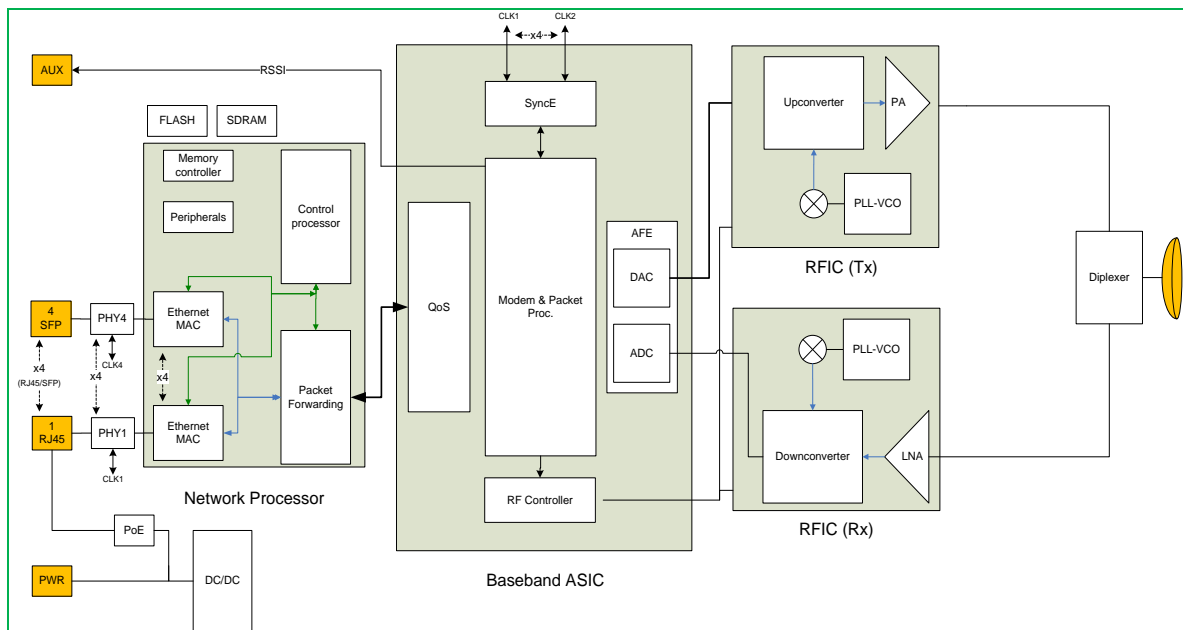 CLK1
CLK2
x4
AUX
RSSI
SyncE
Upconverter
PA
FLASH
SDRAM
Memory
controller
Control
processor
Peripherals
PLL-VCO
AFE
DAC
RFIC (Tx)
QoS
Modem & Packet
Proc.
Diplexer
4
SFP
PHY4
Ethernet
MAC
ADC
PLL-VCO
CLK4
x4
(RJ45/SFP)
x4
x4
Packet
Forwarding
1
RJ45
PHY1
Ethernet
MAC
Downconverter
LNA
CLK1
Network Processor
RF Controller
RFIC (Rx)
PoE
PWR
DC/DC
Baseband ASIC